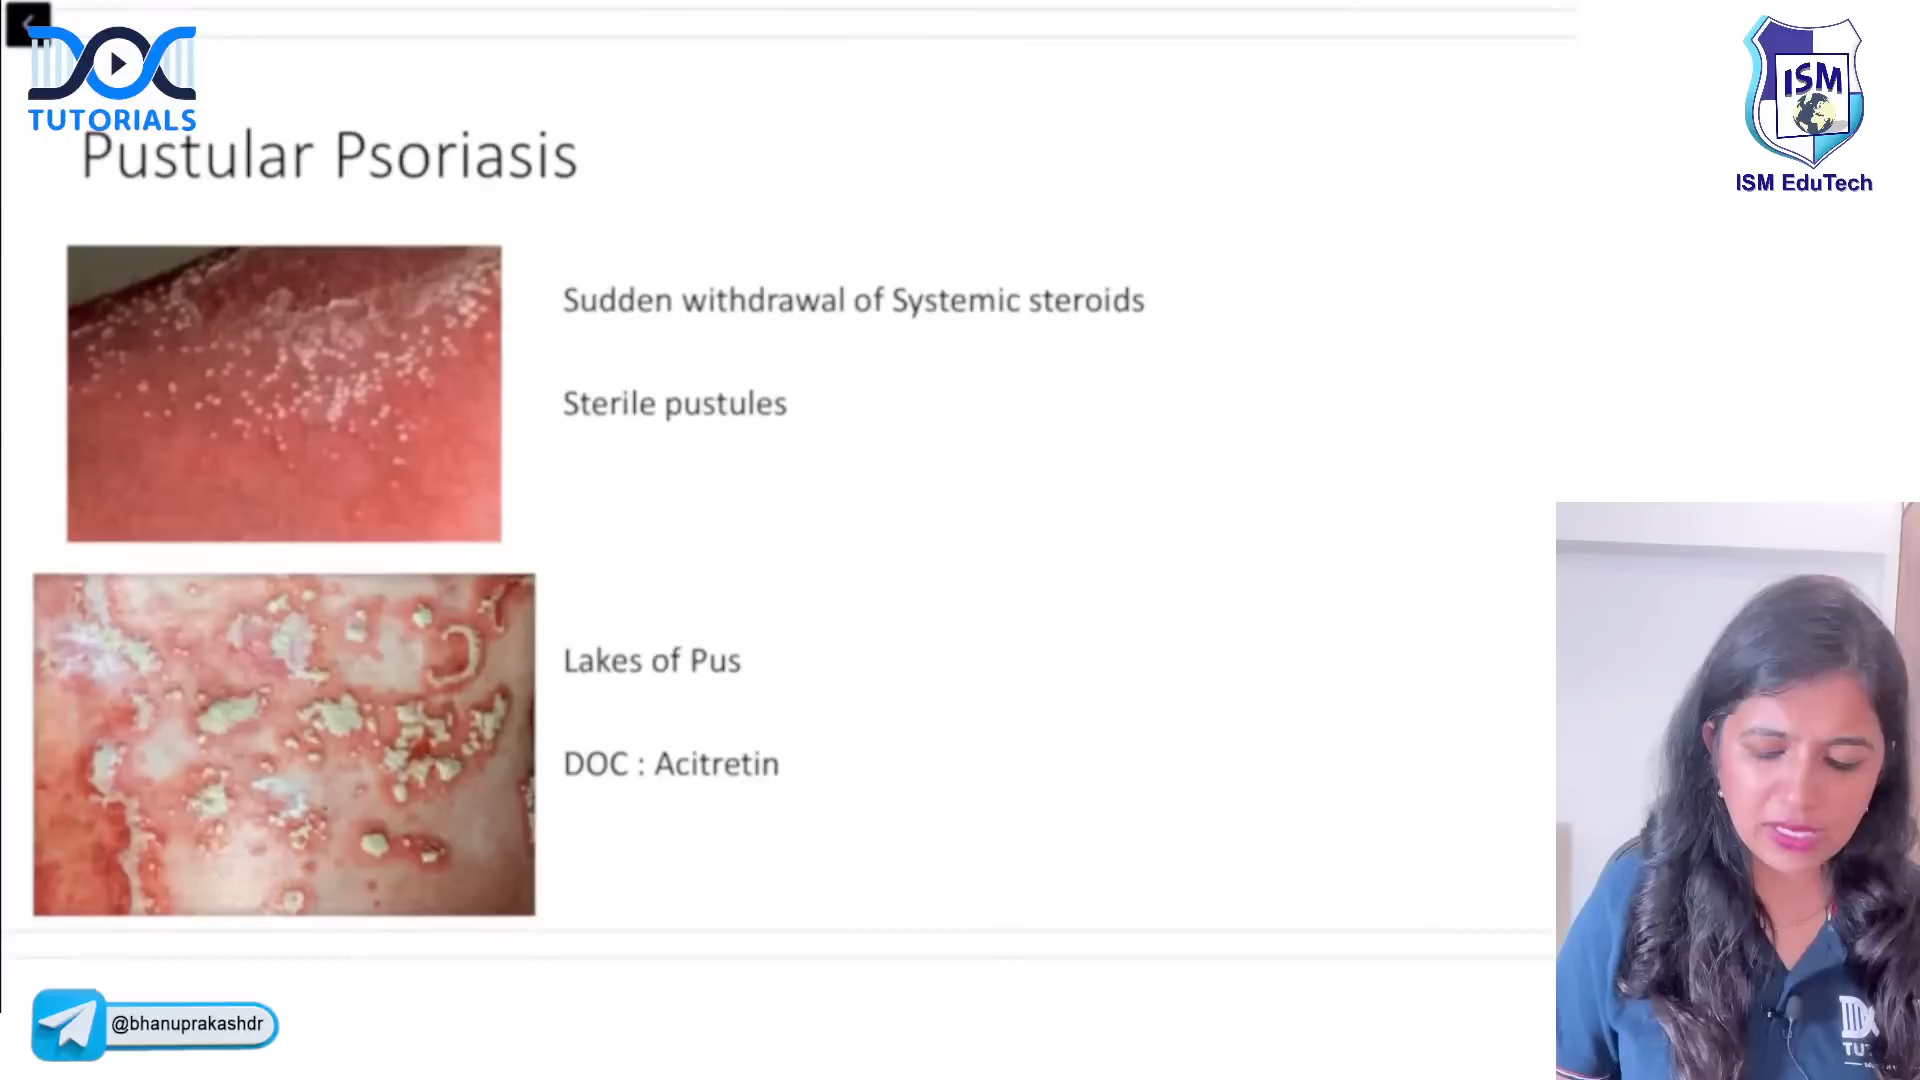 DOC
TUTORIALS
Pustular Psoriasis
ISM
ISM EduTech
Sudden withdrawal of Systemic steroids
Sterile pustules
Lakes of Pus
DOC : Acitretin
@bhanuprakashdr